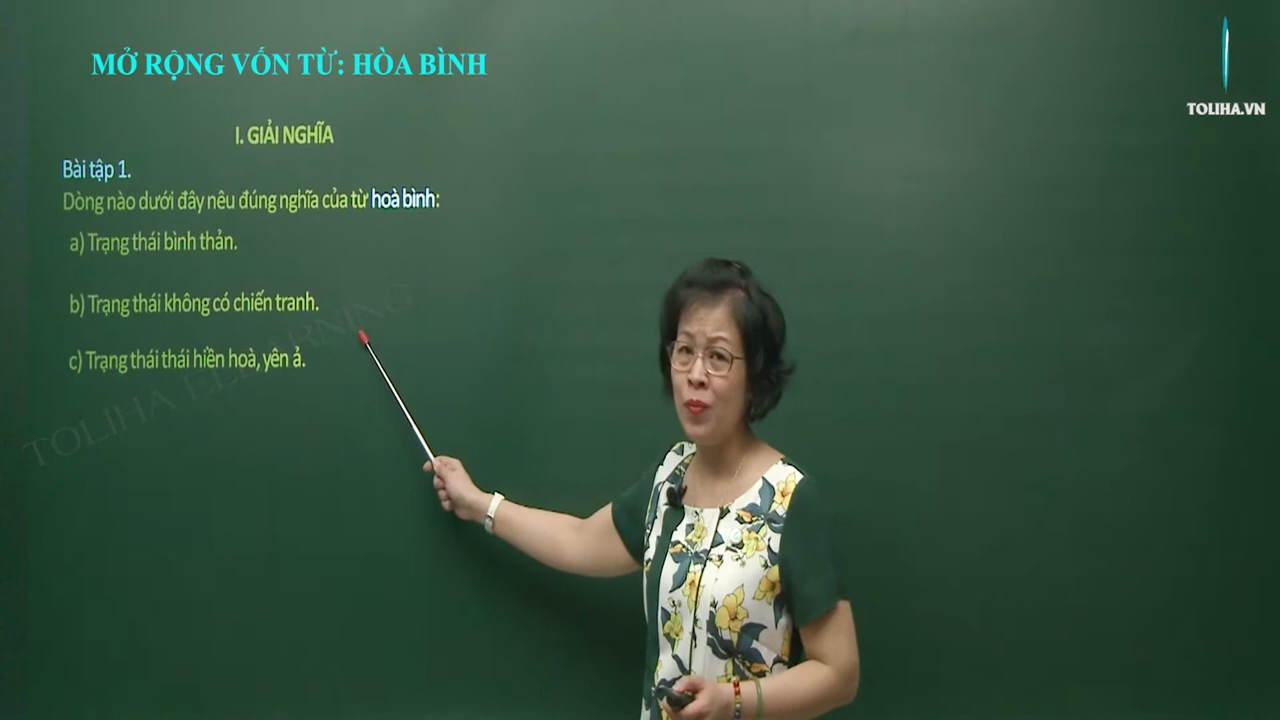 MỞ RỘNG VỐN TỪ: HÒA BÌNH
TOLIHA.VN
I. GIẢI NGHĨA
Bài tập 1.
Dòng nào dưới đây nêu đúng nghĩa của từ hoà bình:
a) Trạng thái bình thản.
b) Trạng thái không có chiến tranh.
c) Trạng thái thái hiền hoà, yên ả.
TOLIHA ELEARNING